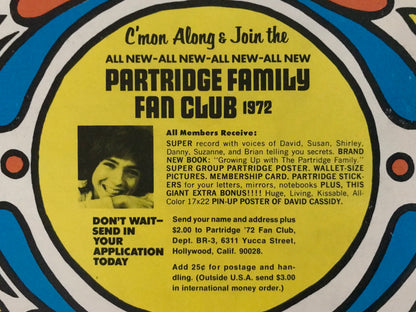 C'mon Along & Join the
ALL NEW–ALL NEW–ALL NEW–ALL NEW
PARTRIDGE FAMILY
FAN CLUB 1972
All Members Receive:
SUPER record with voices of David, Susan, Shirley,
Danny, Suzanne, and Brian telling you secrets. BRAND
NEW BOOK: "Growing Up with The Partridge Family."
SUPER GROUP PARTRIDGE POSTER. WALLET-SIZE
PICTURES. MEMBERSHIP CARD. PARTRIDGE STICK-
ERS for your letters, mirrors, notebooks PLUS, THIS
GIANT EXTRA BONUS!!!!! Huge, Living, Kissable, All-
Color 17x22 PIN-UP POSTER OF DAVID CASSIDY.
DON'T WAIT—
SEND IN
YOUR
APPLICATION
TODAY
Send your name and address plus
$2.00 to Partridge '72 Fan Club,
Dept. BR-3, 6311 Yucca Street,
Hollywood, Calif. 90028.
Add 25¢ for postage and han-
dling. (Outside U.S.A. send $3.00
in international money order.)